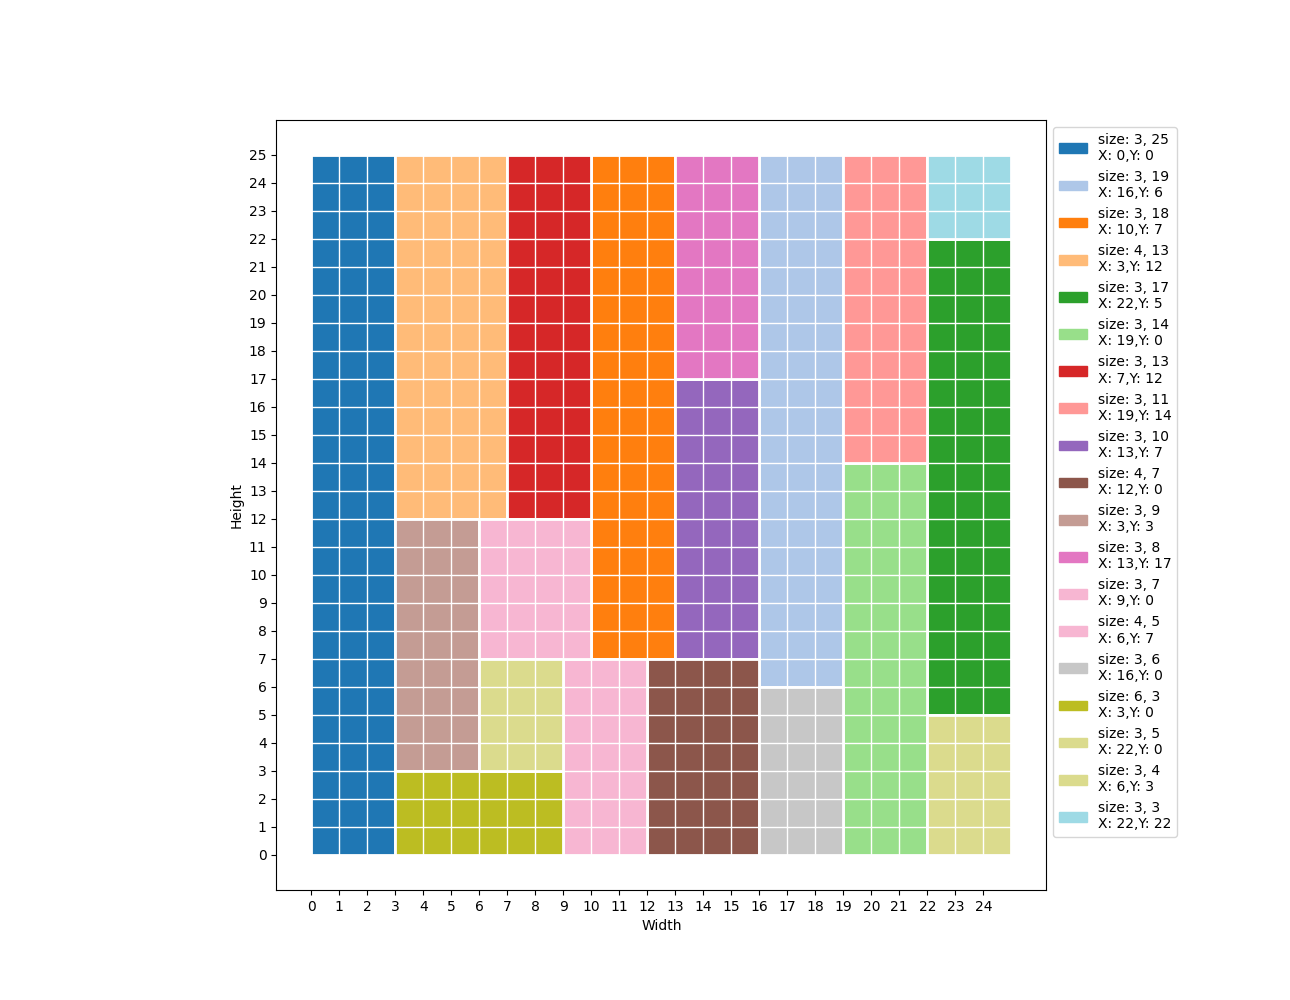 25
24
23
22
21
20
19
18
17
16
15
14
13
12
11
10
9
8
7
6
5
4
3
2
1
0
Height
0 1 2 3 4 5 6 7 8 9 10 11 12 13 14 15 16 17 18 19 20 21 22 23 24
Width
size: 3, 25
X: 0,Y: 0
size: 3, 19
X: 16,Y: 6
size: 3, 18
X: 10,Y: 7
size: 4, 13
X: 3,Y: 12
size: 3, 17
X: 22,Y: 5
size: 3, 14
X: 19,Y: 0
size: 3, 13
X: 7,Y: 12
size: 3, 11
X: 19,Y: 14
size: 3, 10
X: 13,Y: 7
size: 4, 7
X: 12,Y: 0
size: 3, 9
X: 3,Y: 3
size: 3, 8
X: 13,Y: 17
size: 3, 7
X: 9,Y: 0
size: 4, 5
X: 6,Y: 7
size: 3, 6
X: 16,Y: 0
size: 6, 3
X: 3,Y: 0
size: 3, 5
X: 22,Y: 0
size: 3, 4
X: 6,Y: 3
size: 3, 3
X: 22,Y: 22